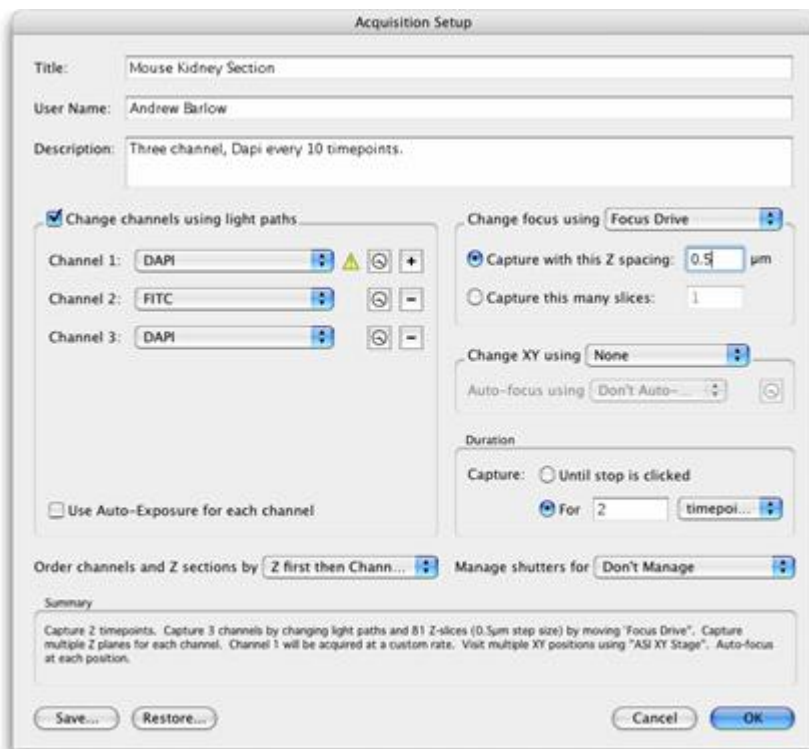 Acquisition Setup
Title: Mouse Kidney Section
User Name: Andrew Barlow
Description: Three channel, Dapi every 10 timepoints.
Change channels using light paths
Channel 1: DAPI
Channel 2: FITC
Channel 3: DAPI
Use Auto-Exposure for each channel
Change focus using Focus Drive
Capture with this Z spacing: 0.5 µm
Capture this many slices: 1
Change XY using None
Auto-focus using Don't Auto-...
Duration
Capture: Until stop is clicked
For 2 timepoi...
Order channels and Z sections by Z first then Chann... Manage shutters for Don't Manage
Summary
Capture 2 timepoints. Capture 3 channels by changing light paths and 81 Z-slices (0.5µm step size) by moving "Focus Drive". Capture
multiple Z planes for each channel. Channel 1 will be acquired at a custom rate. Visit multiple XY positions using "ASI XY Stage". Auto-focus
at each position.
Save... Restore... Cancel OK